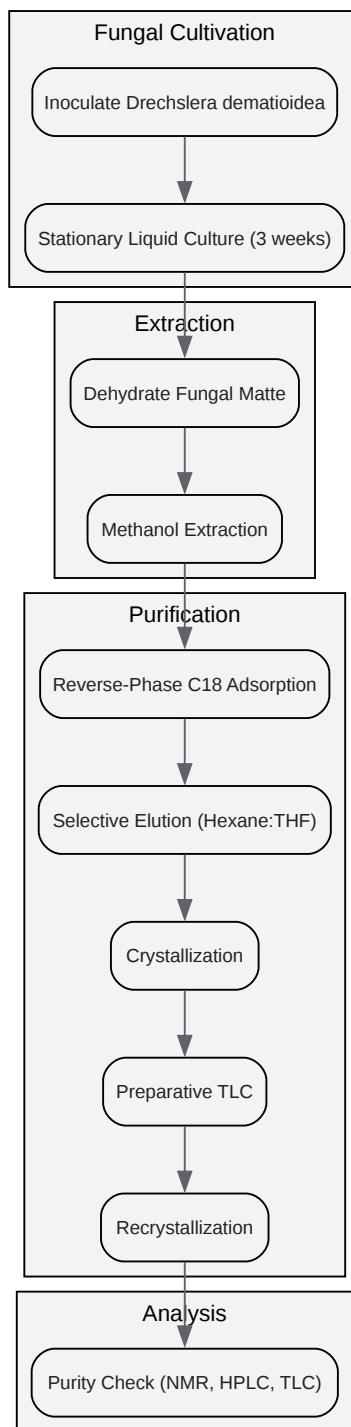 Fungal Cultivation
Inoculate Drechslera dematioidea
Stationary Liquid Culture (3 weeks)
Extraction
Dehydrate Fungal Matte
Methanol Extraction
Purification
Reverse-Phase C18 Adsorption
Selective Elution (Hexane:THF)
Crystallization
Preparative TLC
Recrystallization
Analysis
Purity Check (NMR, HPLC, TLC)